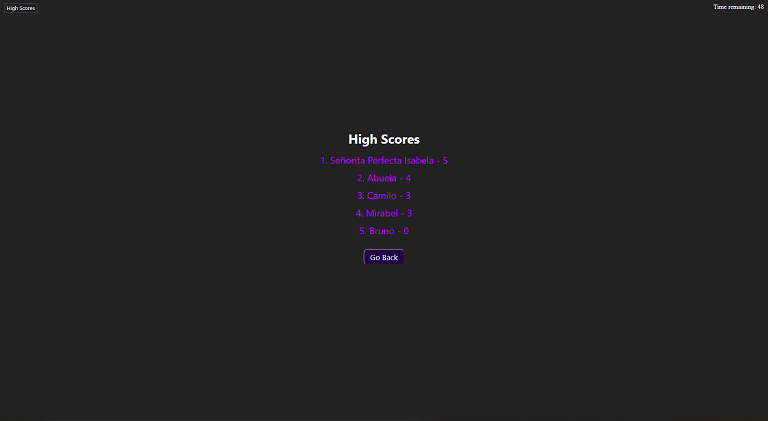 High Scores
Time remaining: 48
High Scores
1. Señorita Perfecta Isabela - 5
2. Abuela - 4
3. Camilo - 3
4. Mirabel - 3
5. Bruno - 0
Go Back